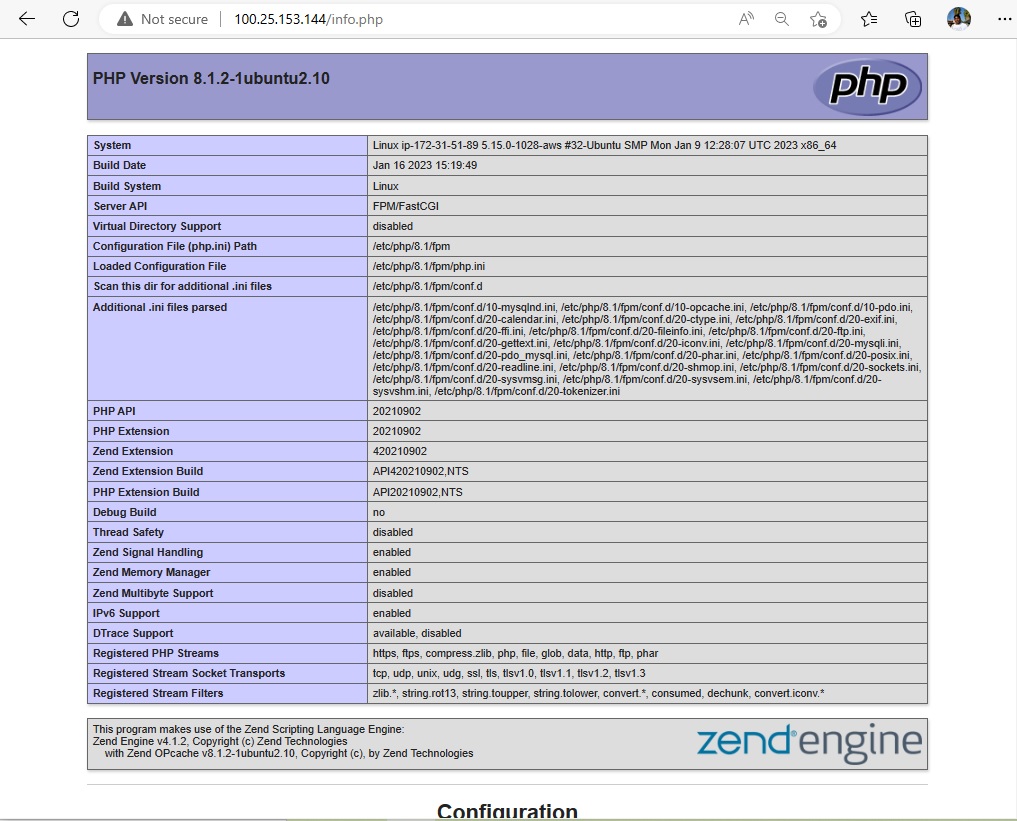 Not secure | 100.25.153.144/info.php
PHP Version 8.1.2-1ubuntu2.10
php
System Linux ip-172-31-51-89 5.15.0-1028-aws #32-Ubuntu SMP Mon Jan 9 12:28:07 UTC 2023 x86_64
Build Date Jan 16 2023 15:19:49
Build System Linux
Server API FPM/FastCGI
Virtual Directory Support disabled
Configuration File (php.ini) Path /etc/php/8.1/fpm
Loaded Configuration File /etc/php/8.1/fpm/php.ini
Scan this dir for additional .ini files /etc/php/8.1/fpm/conf.d
Additional .ini files parsed /etc/php/8.1/fpm/conf.d/10-mysqlnd.ini, /etc/php/8.1/fpm/conf.d/10-opcache.ini, /etc/php/8.1/fpm/conf.d/10-pdo.ini,
/etc/php/8.1/fpm/conf.d/20-calendar.ini, /etc/php/8.1/fpm/conf.d/20-ctype.ini, /etc/php/8.1/fpm/conf.d/20-exif.ini,
/etc/php/8.1/fpm/conf.d/20-ffi.ini, /etc/php/8.1/fpm/conf.d/20-fileinfo.ini, /etc/php/8.1/fpm/conf.d/20-ftp.ini,
/etc/php/8.1/fpm/conf.d/20-gettext.ini, /etc/php/8.1/fpm/conf.d/20-iconv.ini, /etc/php/8.1/fpm/conf.d/20-mysqli.ini,
/etc/php/8.1/fpm/conf.d/20-pdo_mysql.ini, /etc/php/8.1/fpm/conf.d/20-phar.ini, /etc/php/8.1/fpm/conf.d/20-posix.ini,
/etc/php/8.1/fpm/conf.d/20-readline.ini, /etc/php/8.1/fpm/conf.d/20-shmop.ini, /etc/php/8.1/fpm/conf.d/20-sockets.ini,
/etc/php/8.1/fpm/conf.d/20-sysvmsg.ini, /etc/php/8.1/fpm/conf.d/20-sysvsem.ini, /etc/php/8.1/fpm/conf.d/20-
sysvshm.ini, /etc/php/8.1/fpm/conf.d/20-tokenizer.ini
PHP API 20210902
PHP Extension 20210902
Zend Extension 420210902
Zend Extension Build API420210902,NTS
PHP Extension Build API20210902,NTS
Debug Build no
Thread Safety disabled
Zend Signal Handling enabled
Zend Memory Manager enabled
Zend Multibyte Support disabled
IPv6 Support enabled
DTrace Support available, disabled
Registered PHP Streams https, ftps, compress.zlib, php, file, glob, data, http, ftp, phar
Registered Stream Socket Transports tcp, udp, unix, udg, ssl, tls, tlsv1.0, tlsv1.1, tlsv1.2, tlsv1.3
Registered Stream Filters zlib.*, string.rot13, string.toupper, string.tolower, convert.*, consumed, dechunk, convert.iconv.*
This program makes use of the Zend Scripting Language Engine:
Zend Engine v4.1.2, Copyright (c) Zend Technologies
with Zend OPcache v8.1.2-1ubuntu2.10, Copyright (c), by Zend Technologies
zend® engine
Configuration